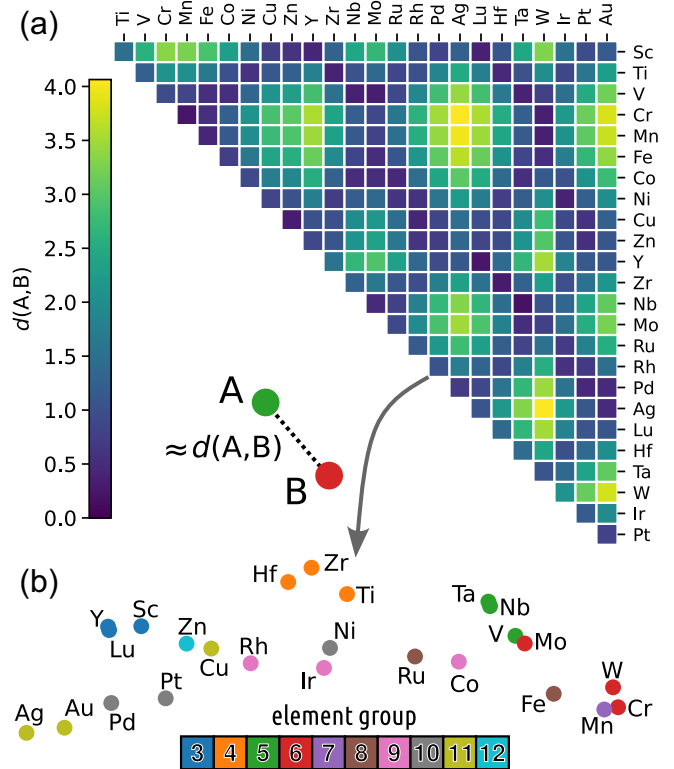 (a)
Ti V Cr Mn Fe Co Ni Cu Zn Y Zr Nb Mo Ru Rh Pd Ag Lu Hf Ta W Ir Pt Au
Sc
Ti
V
Cr
Mn
Fe
Co
Ni
Cu
Zn
Y
Zr
Nb
Mo
Ru
Rh
Pd
Ag
Lu
Hf
Ta
W
Ir
Pt
4.0
3.5
3.0
2.5
2.0
1.5
1.0
0.5
0.0
d(A,B)
A
≈d(A,B)
B
(b)
Hf Zr Ti
Ta Nb
Y Sc Lu
Zn Cu
Rh
Ni
Ir
Ru
Co
V Mo
Ag Au Pd Pt
Fe
W
Mn Cr
element group
3 4 5 6 7 8 9 10 11 12